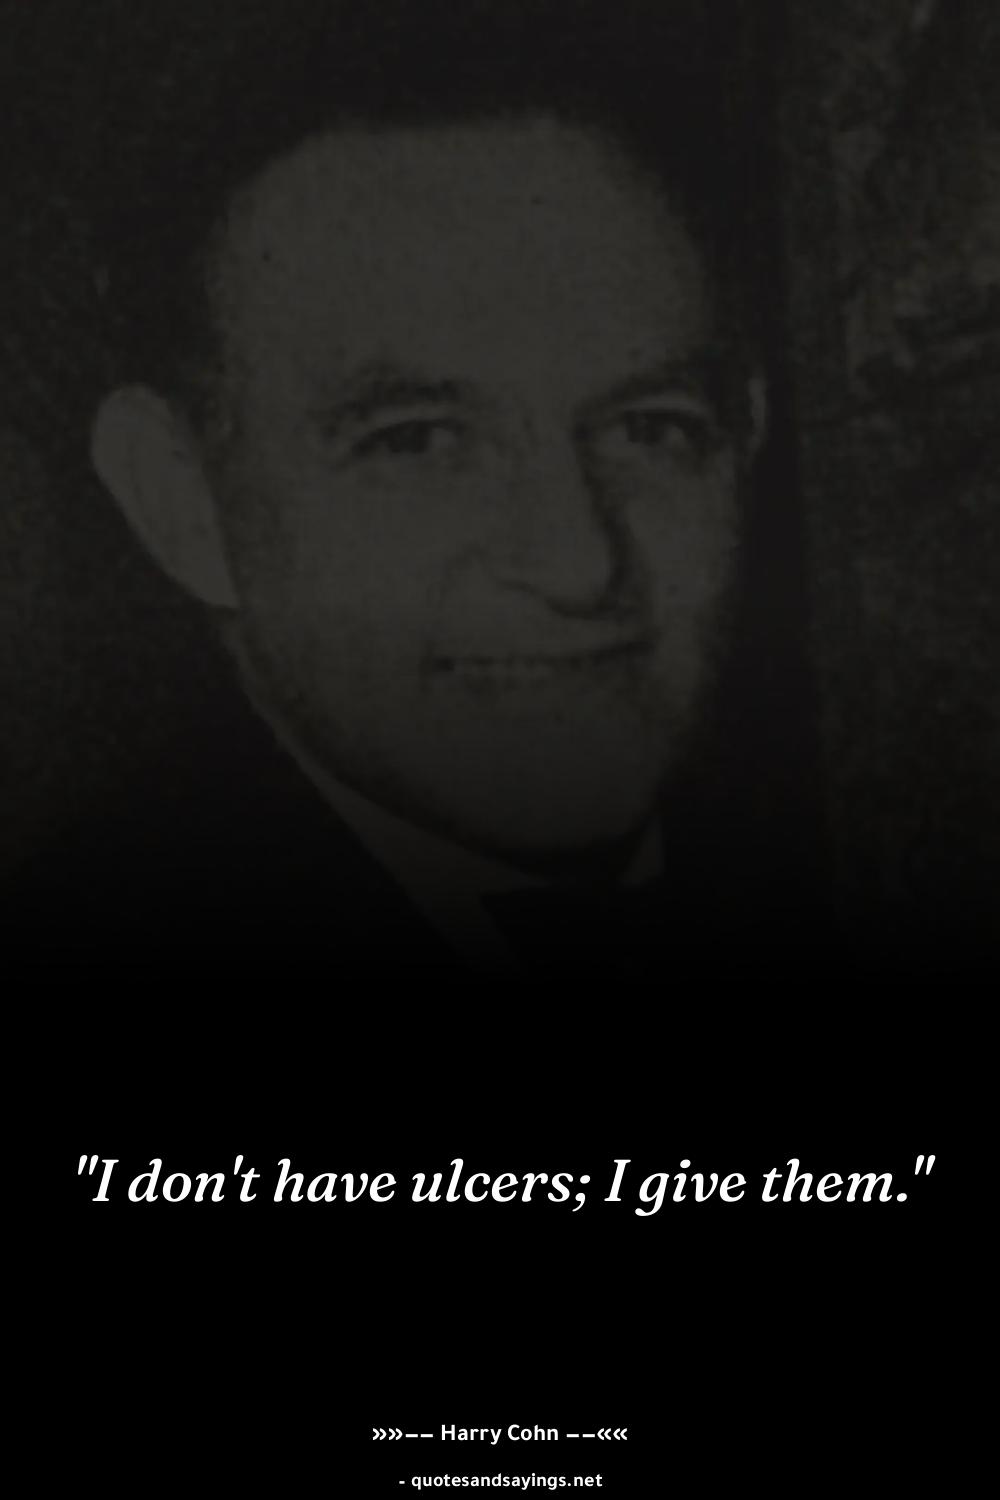 "I don't have ulcers; I give them."
»»–– Harry Cohn ––««
- quotesandsayings.net